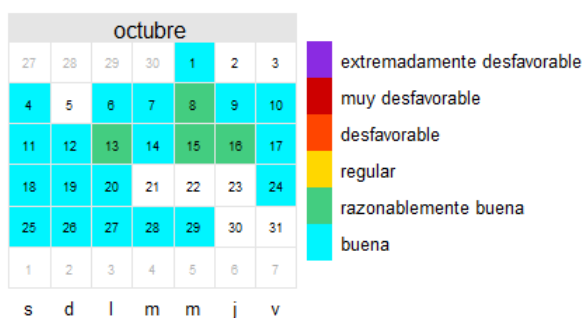 octubre
27 28 29 30 1 2 3
4 5 6 7 8 9 10
11 12 13 14 15 16 17
18 19 20 21 22 23 24
25 26 27 28 29 30 31
1 2 3 4 5 6 7
s d l m m j v
extremadamente desfavorable
muy desfavorable
desfavorable
regular
razonablemente buena
buena